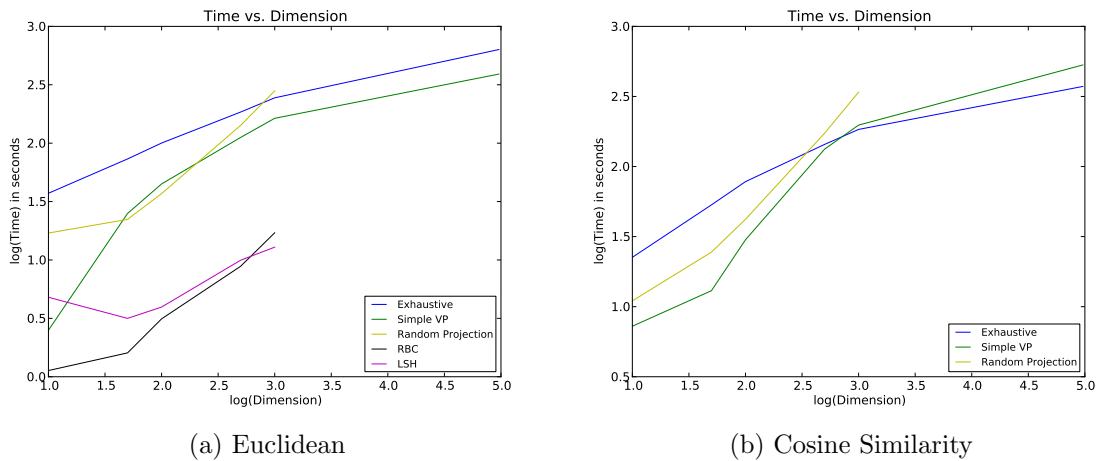 Time vs. Dimension
3.0
2.5
2.0
1.5
1.0
0.5
0.0
log(Time) in seconds
1.0 1.5 2.0 2.5 3.0 3.5 4.0 4.5 5.0
log(Dimension)
Exhaustive
Simple VP
Random Projection
RBC
LSH
(a) Euclidean
Time vs. Dimension
3.0
2.5
2.0
1.5
1.0
0.5
log(Time) in seconds
1.0 1.5 2.0 2.5 3.0 3.5 4.0 4.5 5.0
log(Dimension)
Exhaustive
Simple VP
Random Projection
(b) Cosine Similarity